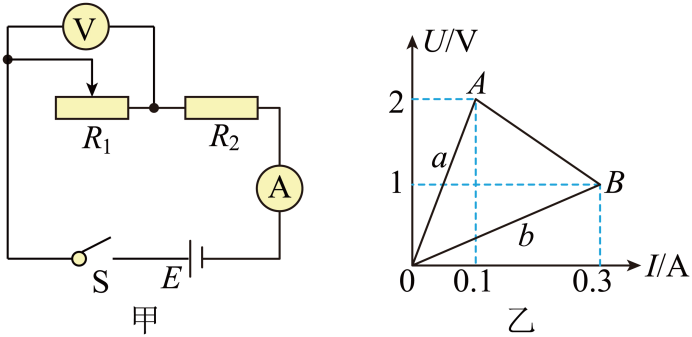 V
R₁
R₂
A
S
E
甲
U/V
2
A
a
1
B
b
0
0.1
0.3
I/A
乙